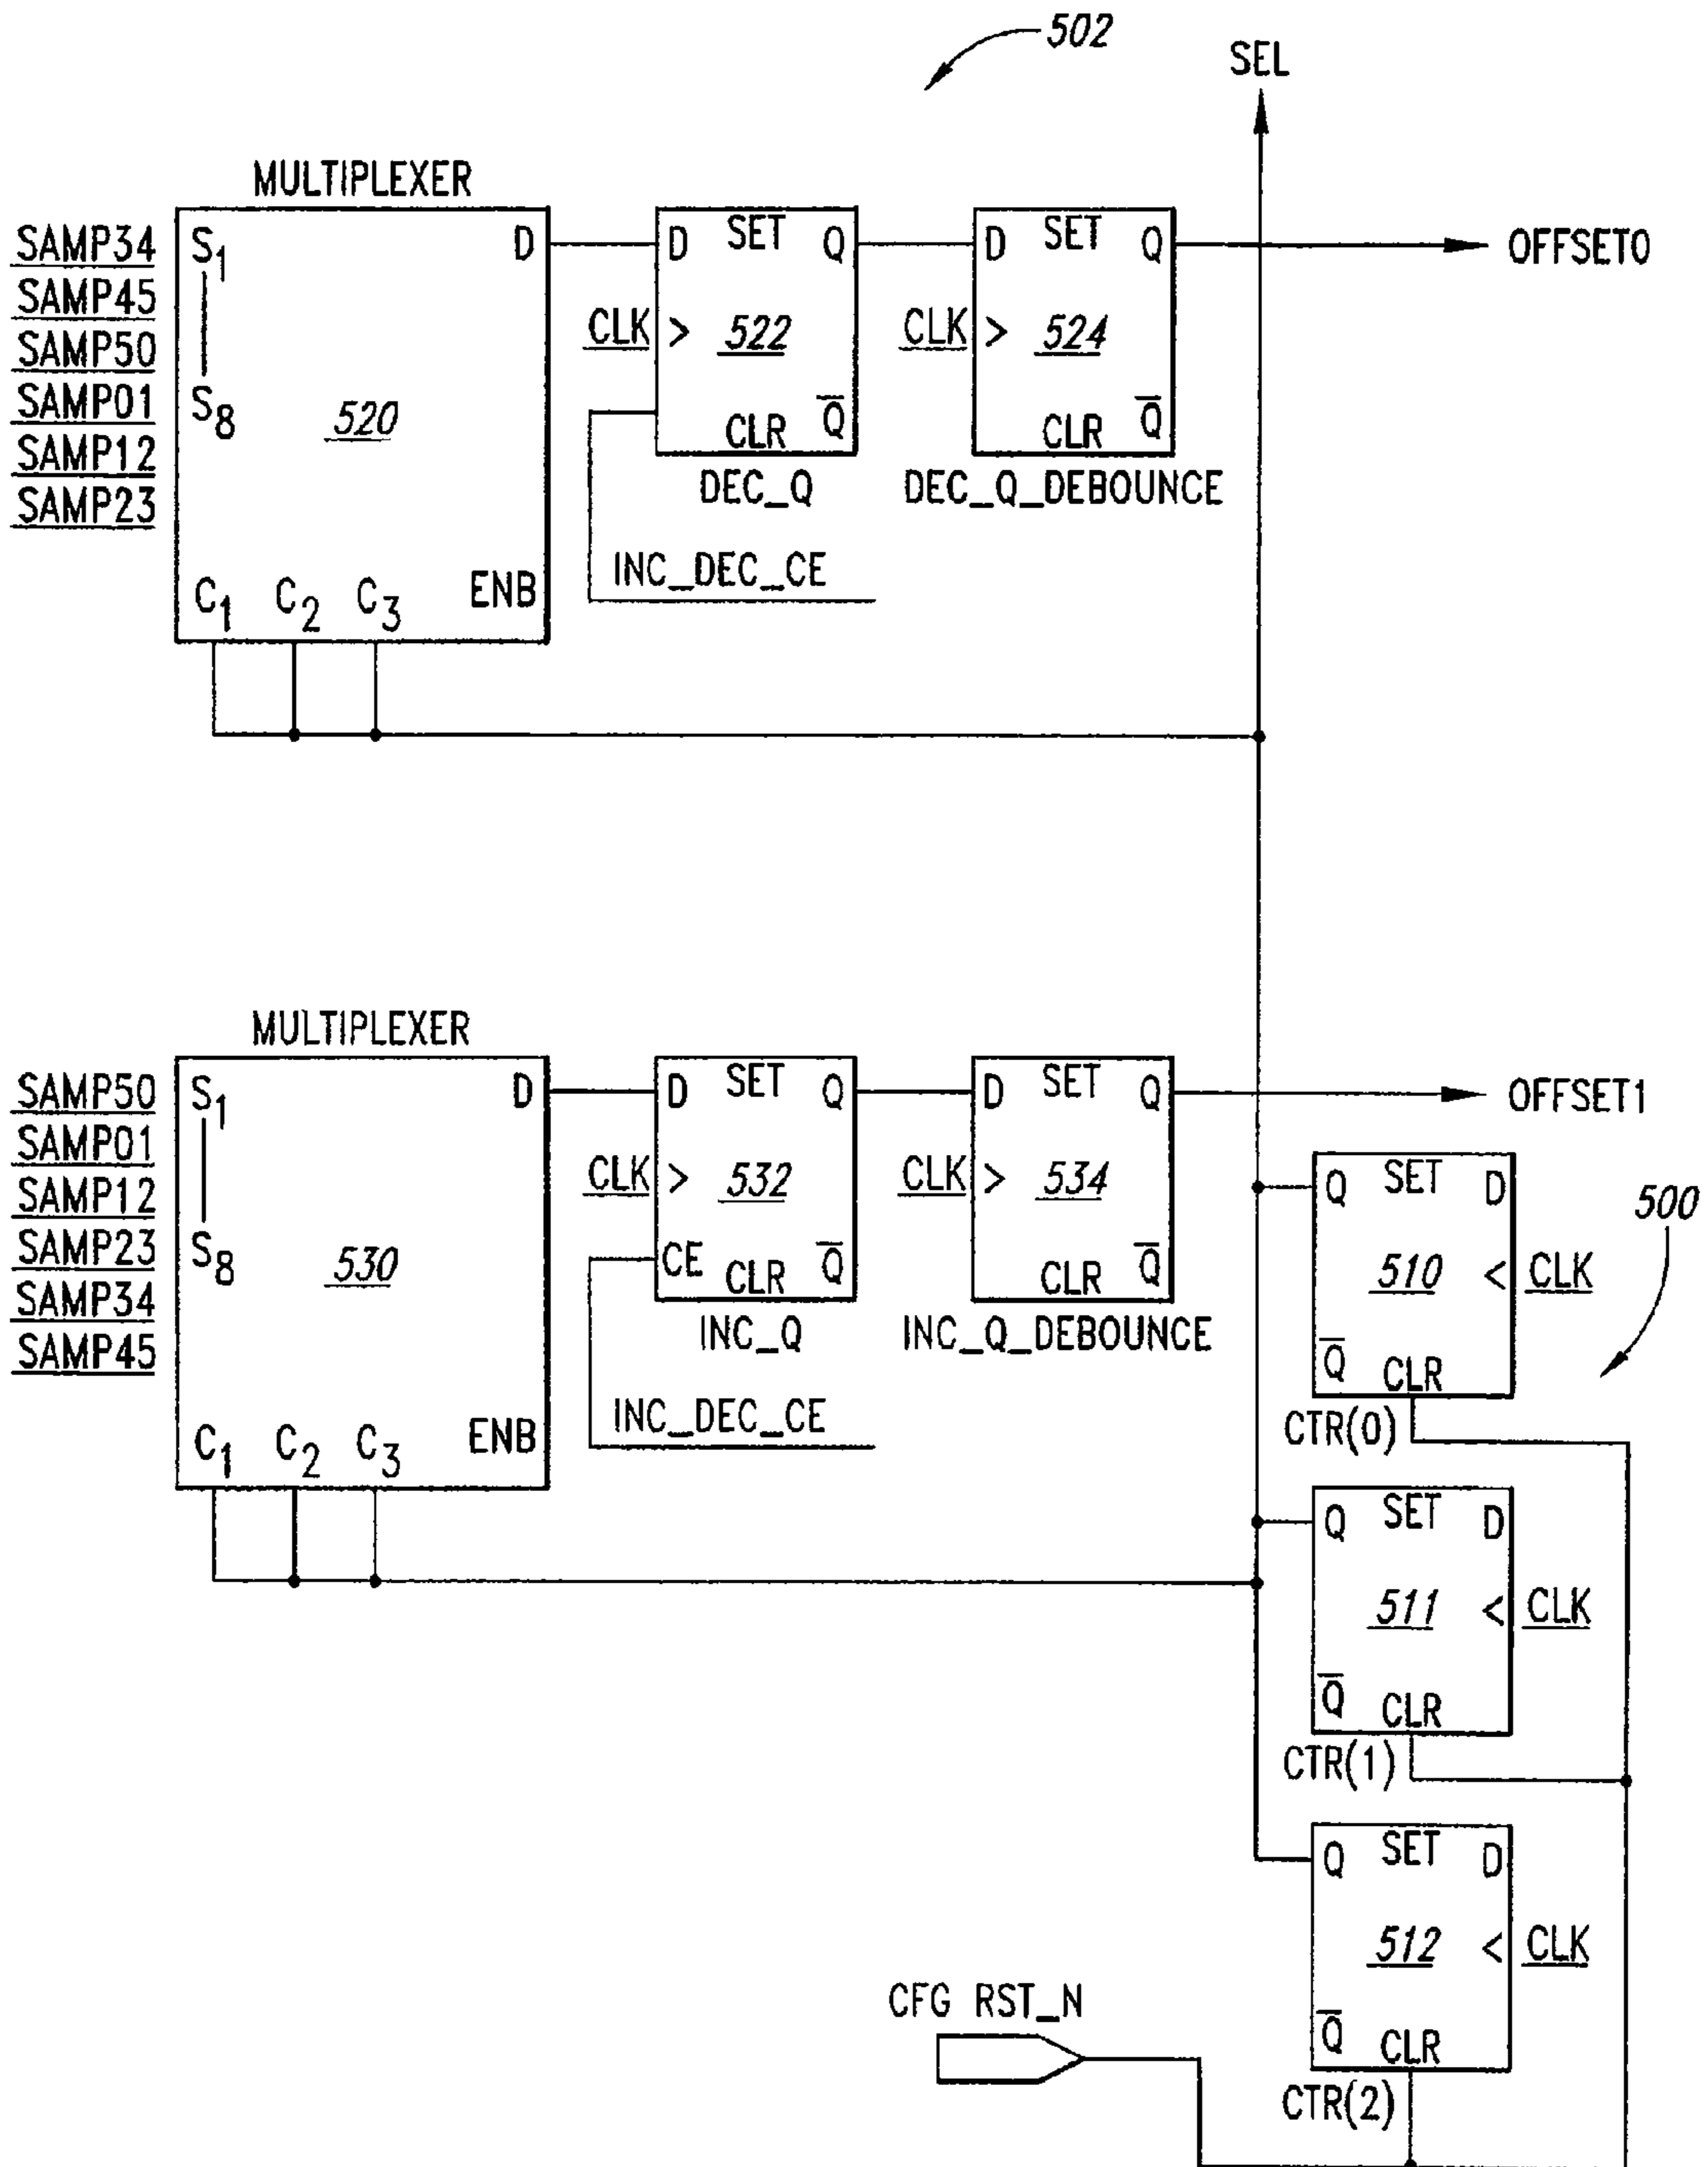 502
SEL
MULTIPLEXER
SAMP34
SAMP45
SAMP50
SAMP01
SAMP12
SAMP23
S1
S8
D
520
C1 C2 C3 ENB
D SET Q
CLK > 522
CLR Q̅
DEC_Q
INC_DEC_CE
D SET Q
CLK > 524
CLR Q̅
DEC_Q_DEBOUNCE
OFFSET0
MULTIPLEXER
SAMP50
SAMP01
SAMP12
SAMP23
SAMP34
SAMP45
S1
S8
D
530
C1 C2 C3 ENB
D SET Q
CLK > 532
CE CLR Q̅
INC_Q
INC_DEC_CE
D SET Q
CLK > 534
CLR Q̅
INC_Q_DEBOUNCE
OFFSET1
500
Q SET D
510 < CLK
Q̅ CLR
CTR(0)
Q SET D
511 < CLK
Q̅ CLR
CTR(1)
Q SET D
512 < CLK
Q̅ CLR
CTR(2)
CFG RST_N